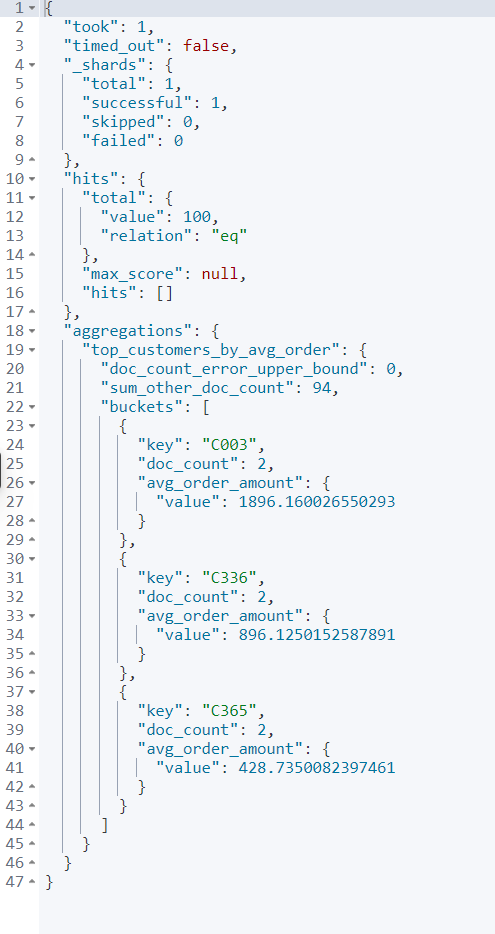 1 {
2 "took": 1,
3 "timed_out": false,
4 "_shards": {
5 "total": 1,
6 "successful": 1,
7 "skipped": 0,
8 "failed": 0
9 },
10 "hits": {
11 "total": {
12 "value": 100,
13 "relation": "eq"
14 },
15 "max_score": null,
16 "hits": []
17 },
18 "aggregations": {
19 "top_customers_by_avg_order": {
20 "doc_count_error_upper_bound": 0,
21 "sum_other_doc_count": 94,
22 "buckets": [
23 {
24 "key": "C003",
25 "doc_count": 2,
26 "avg_order_amount": {
27 "value": 1896.160026550293
28 }
29 },
30 {
31 "key": "C336",
32 "doc_count": 2,
33 "avg_order_amount": {
34 "value": 896.1250152587891
35 }
36 },
37 {
38 "key": "C365",
39 "doc_count": 2,
40 "avg_order_amount": {
41 "value": 428.7350082397461
42 }
43 }
44 ]
45 }
46 }
47 }